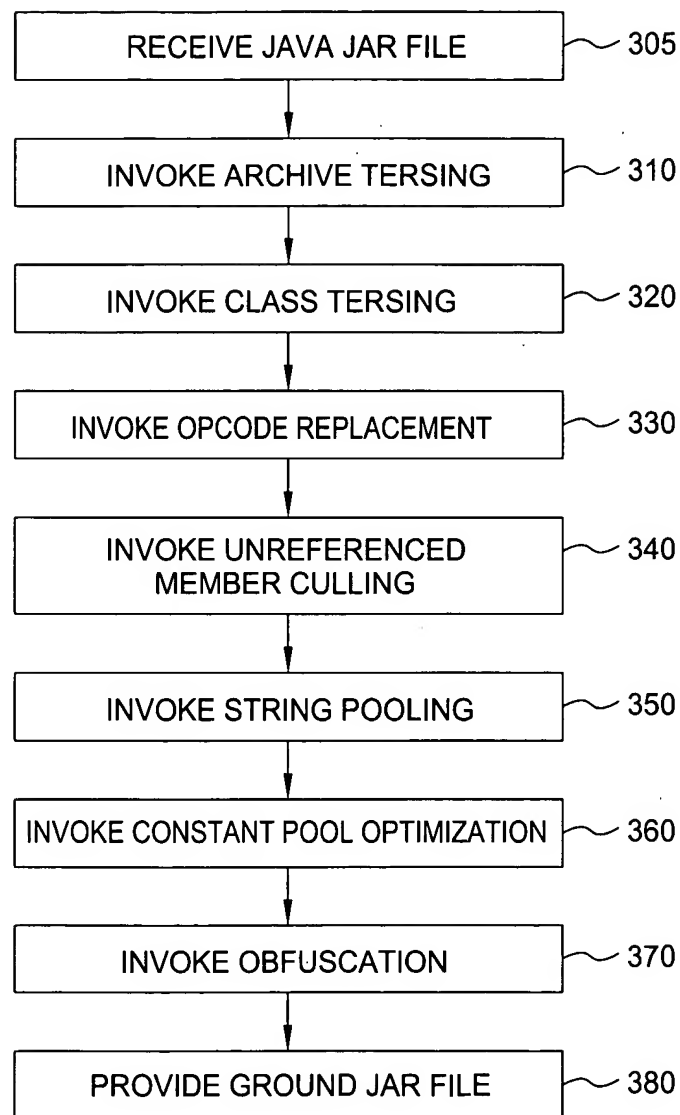 RECEIVE JAVA JAR FILE 305
INVOKE ARCHIVE TERSING 310
INVOKE CLASS TERSING 320
INVOKE OPCODE REPLACEMENT 330
INVOKE UNREFERENCED
MEMBER CULLING 340
INVOKE STRING POOLING 350
INVOKE CONSTANT POOL OPTIMIZATION 360
INVOKE OBFUSCATION 370
PROVIDE GROUND JAR FILE 380